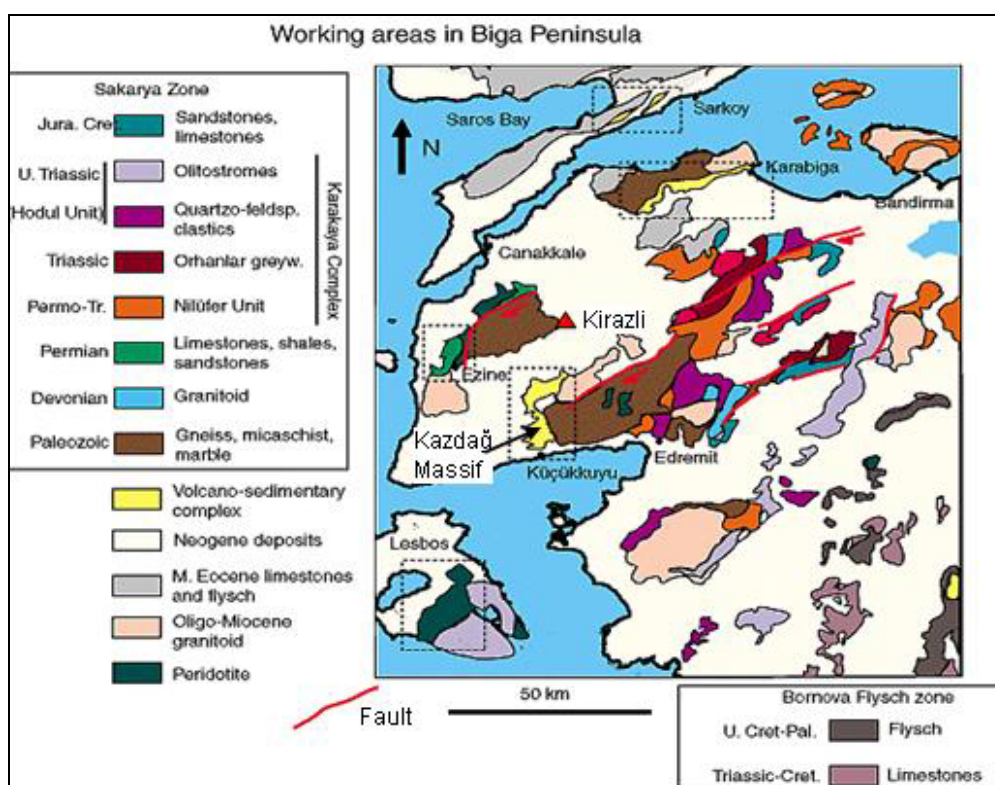 Working areas in Biga Peninsula
Sakarya Zone
Jura. Cre
Sandstones,
limestones
U. Triassic
Olitostromes
(Hodul Unit)
Quartzo-feldsp.
clastics
Triassic
Orhanlar greyw.
Permo-Tr.
Nilüfer Unit
Karakaya Complex
Permian
Limestones, shales,
sandstones
Devonian
Granitoid
Paleozoic
Gneiss, micaschist,
marble
Volcano-sedimentary
complex
Neogene deposits
M. Eocene limestones
and flysch
Oligo-Miocene
granitoid
Peridotite
Fault
Saros Bay
Sarkoy
N
Karabiga
Bandirma
Canakkale
Kirazli
Ezine
Kazdağ
Massif
Edremit
Küçükkuyu
Lesbos
50 km
Bornova Flysch zone
U. Cret-Pal.
Flysch
Triassic-Cret.
Limestones